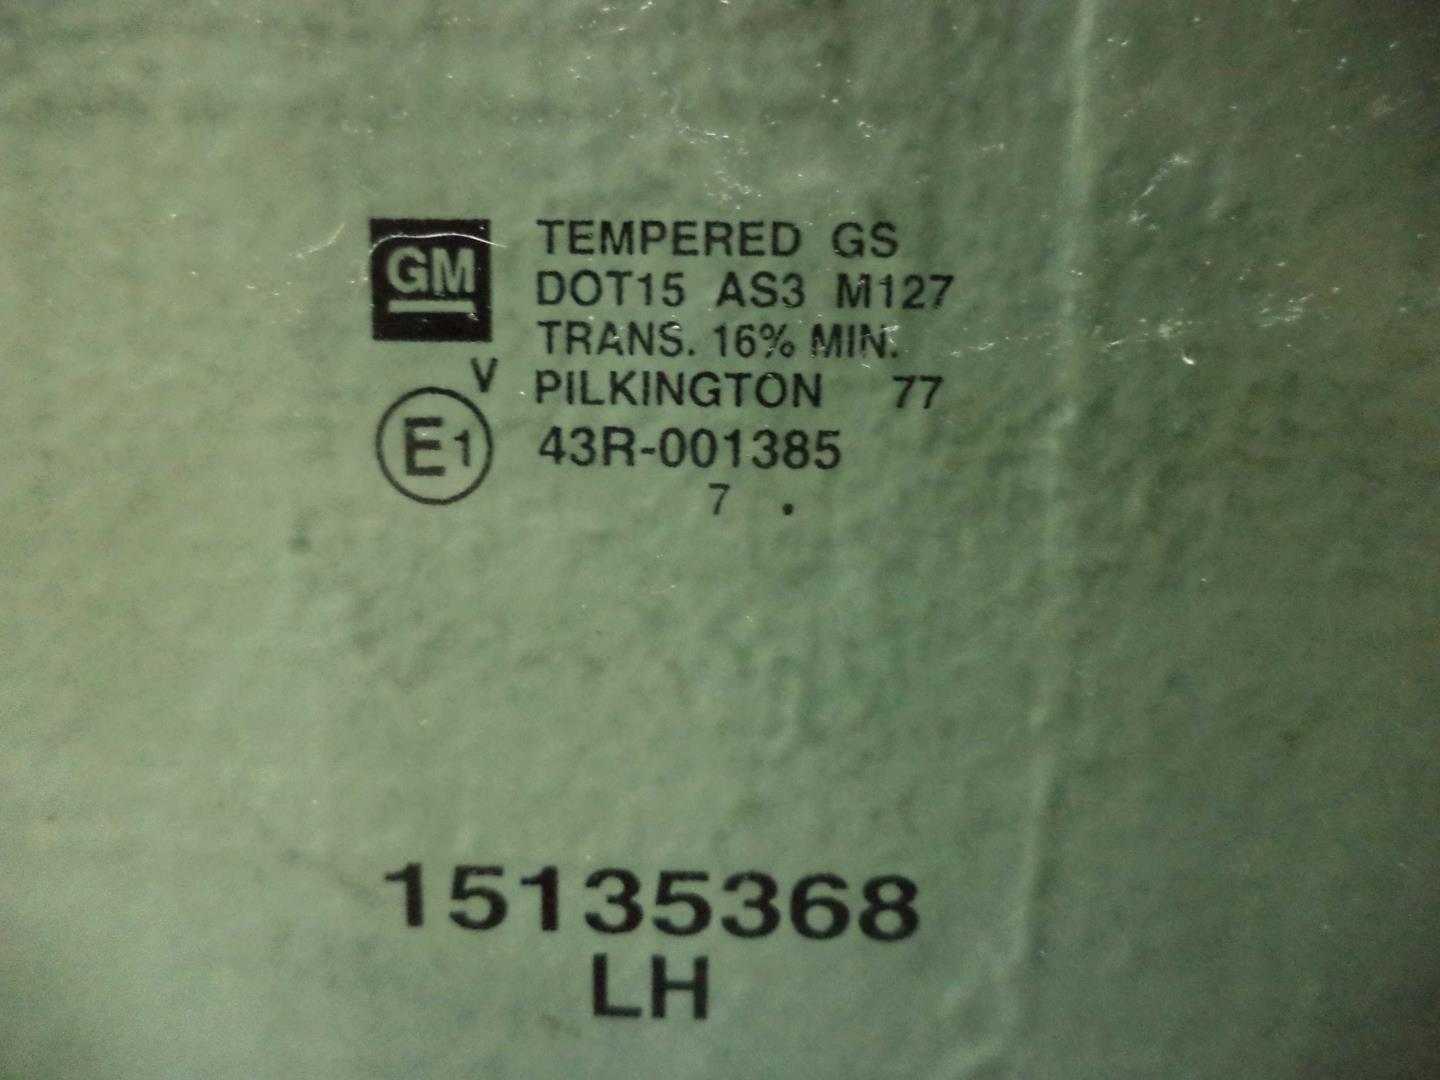 GM
TEMPERED GS
DOT15 AS3 M127
TRANS. 16% MIN.
V
PILKINGTON 77
E1
43R-001385
7 .
15135368
LH